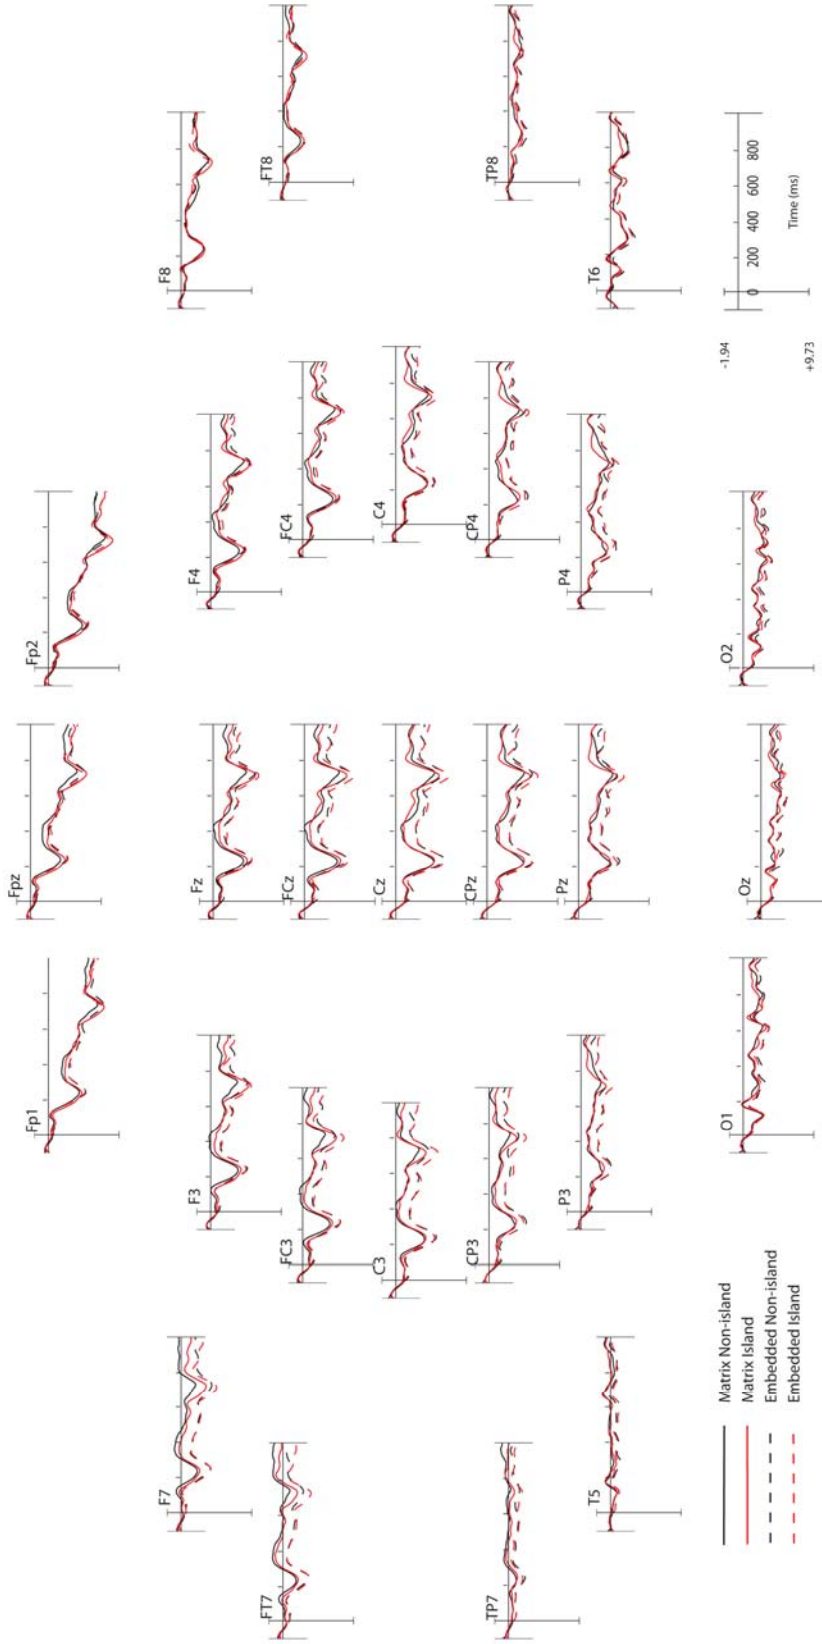 Fp1
Fpz
Fp2
F7
F3
Fz
F4
F8
FT7
FC3
FCz
FC4
FT8
C3
Cz
C4
TP7
CP3
CPz
CP4
TP8
T5
P3
Pz
P4
T6
O1
Oz
O2
Matrix Non-island
Matrix Island
Embedded Non-island
Embedded Island
-1.94
+9.73
0 200 400 600 800
Time (ms)